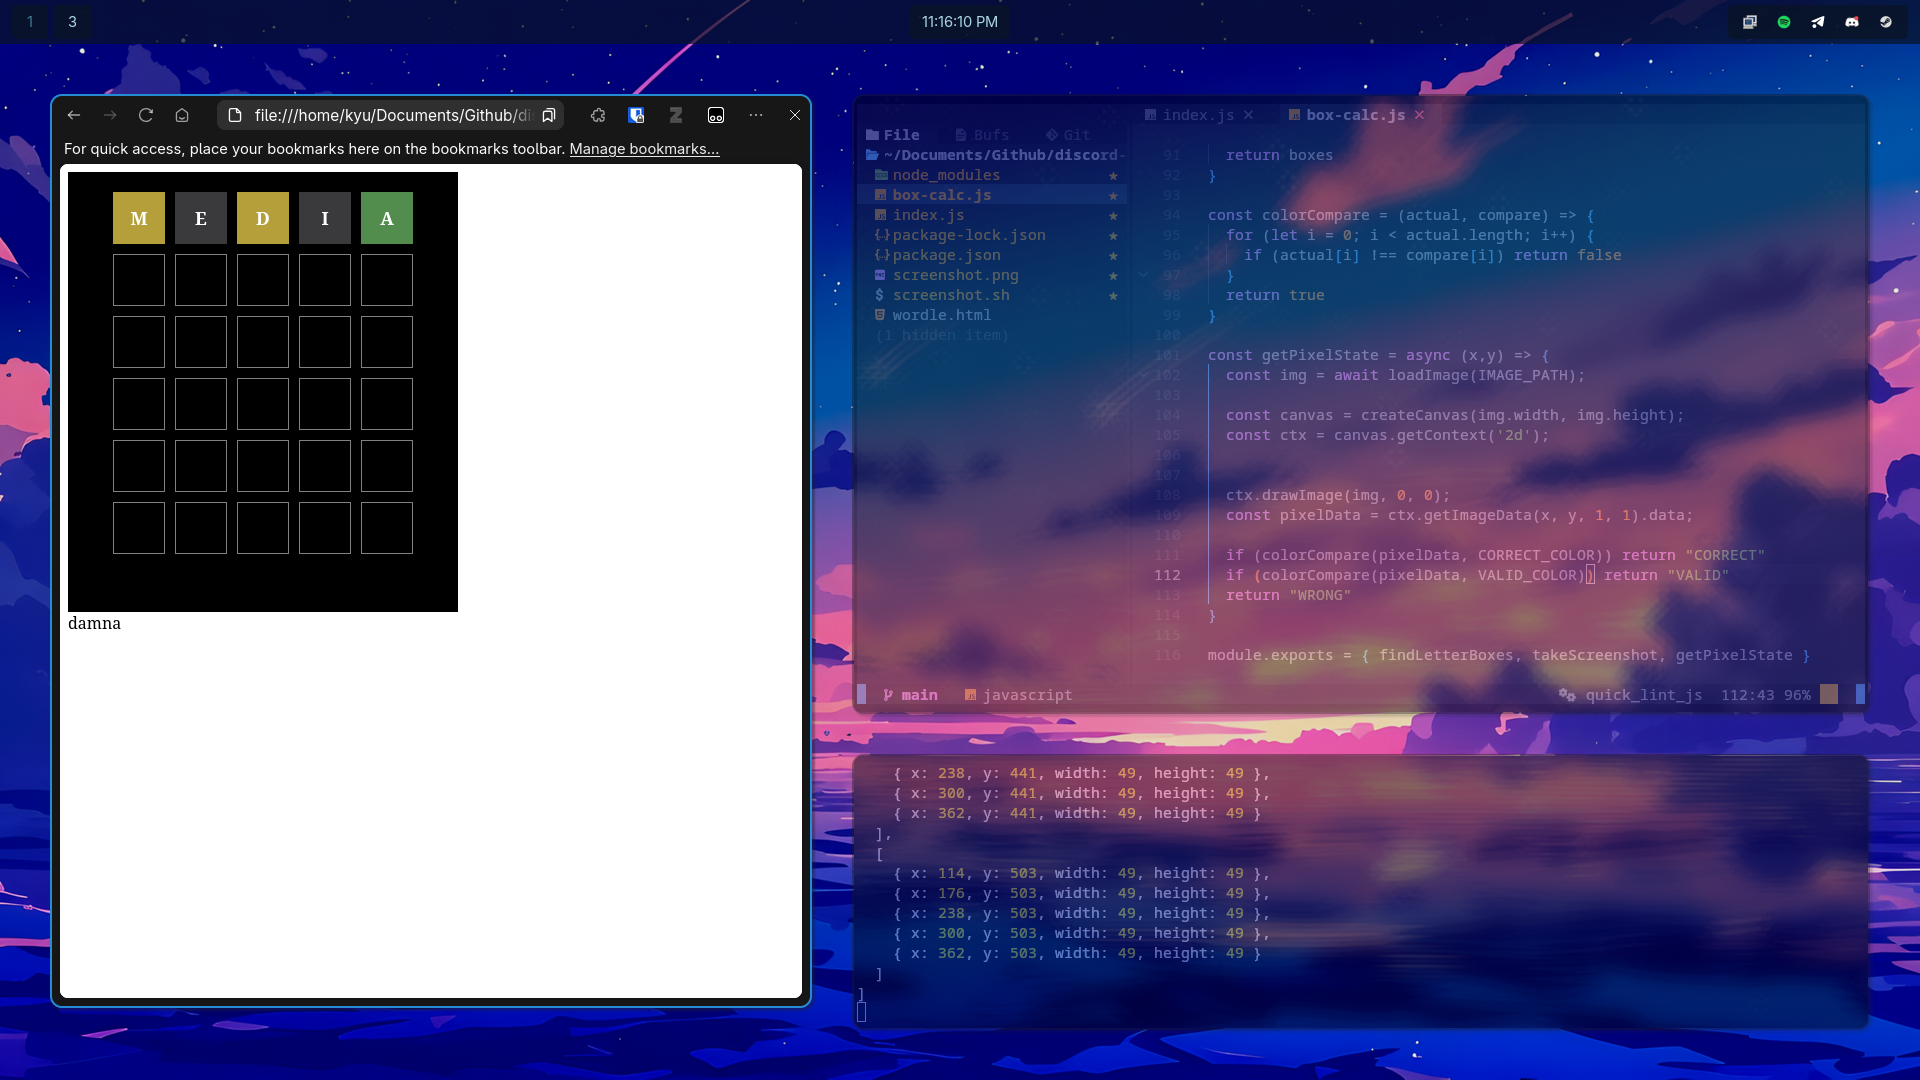 1 3 11:16:10 PM
file:///home/kyu/Documents/Github/di
For quick access, place your bookmarks here on the bookmarks toolbar. Manage bookmarks...
M E D I A
damna
index.js box-calc.js
File Bufs Git
~/Documents/Github/discord-
node_modules
box-calc.js
index.js
package-lock.json
package.json
screenshot.png
screenshot.sh
wordle.html
(1 hidden item)
91 return boxes
92 }
93
94 const colorCompare = (actual, compare) => {
95 for (let i = 0; i < actual.length; i++) {
96 if (actual[i] !== compare[i]) return false
97 }
98 return true
99 }
100
101 const getPixelState = async (x,y) => {
102 const img = await loadImage(IMAGE_PATH);
103
104 const canvas = createCanvas(img.width, img.height);
105 const ctx = canvas.getContext('2d');
106
107
108 ctx.drawImage(img, 0, 0);
109 const pixelData = ctx.getImageData(x, y, 1, 1).data;
110
111 if (colorCompare(pixelData, CORRECT_COLOR)) return "CORRECT"
112 if (colorCompare(pixelData, VALID_COLOR)) return "VALID"
113 return "WRONG"
114 }
115
116 module.exports = { findLetterBoxes, takeScreenshot, getPixelState }
main javascript quick_lint_js 112:43 96%
{ x: 238, y: 441, width: 49, height: 49 },
{ x: 300, y: 441, width: 49, height: 49 },
{ x: 362, y: 441, width: 49, height: 49 }
],
[
{ x: 114, y: 503, width: 49, height: 49 },
{ x: 176, y: 503, width: 49, height: 49 },
{ x: 238, y: 503, width: 49, height: 49 },
{ x: 300, y: 503, width: 49, height: 49 },
{ x: 362, y: 503, width: 49, height: 49 }
]
]